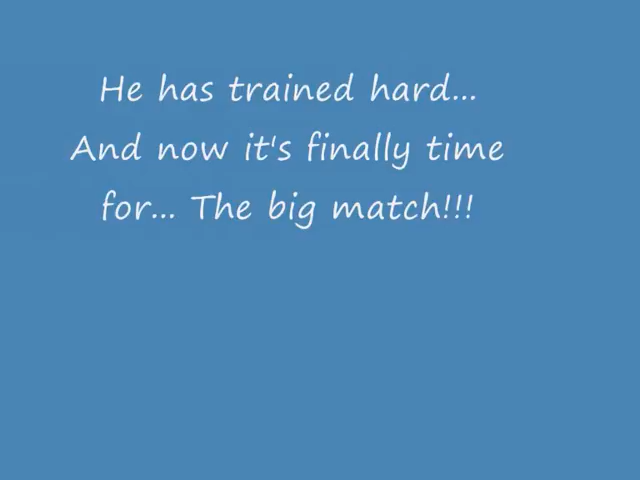 He has trained hard...
And now it's finally time
for... The big match!!!